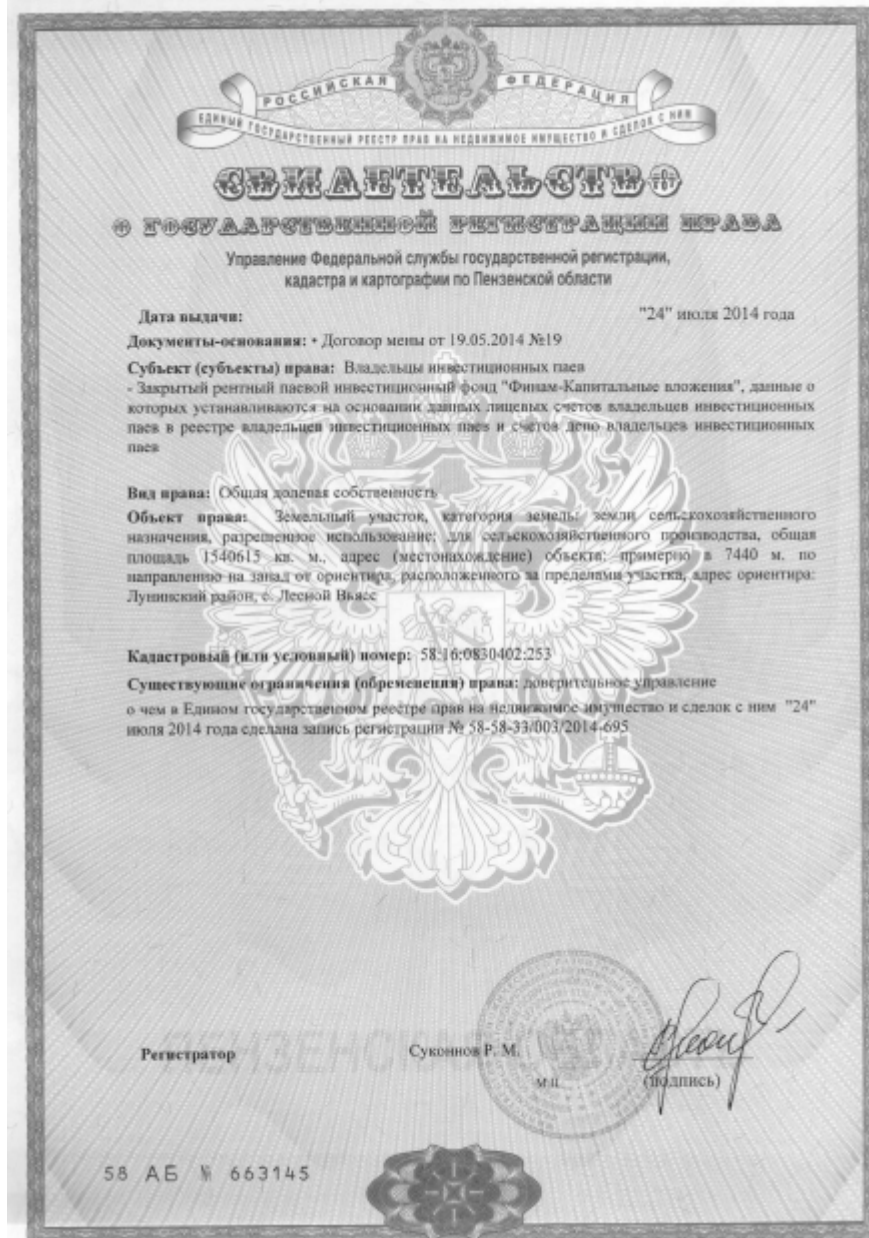 РОССИЙСКАЯ ФЕДЕРАЦИЯ
ЕДИНЫЙ ГОСУДАРСТВЕННЫЙ РЕЕСТР ПРАВ НА НЕДВИЖИМОЕ ИМУЩЕСТВО И СДЕЛОК С НИМ
СВИДЕТЕЛЬСТВО
О ГОСУДАРСТВЕННОЙ РЕГИСТРАЦИИ ПРАВА
Управление Федеральной службы государственной регистрации,
кадастра и картографии по Пензенской области
Дата выдачи: "24" июля 2014 года
Документы-основания: • Договор мены от 19.05.2014 №19
Субъект (субъекты) права: Владельцы инвестиционных паев
- Закрытый рентный паевой инвестиционный фонд "Финам-Капитальные вложения", данные о
которых устанавливаются на основании данных лицевых счетов владельцев инвестиционных
паев в реестре владельцев инвестиционных паев и счетов депо владельцев инвестиционных
паев
Вид права: Общая долевая собственность
Объект права: Земельный участок, категория земель: земли сельскохозяйственного
назначения, разрешенное использование: для сельскохозяйственного производства, общая
площадь 1540615 кв. м., адрес (местонахождение) объекта: примерно в 7440 м. по
направлению на запад от ориентира, расположенного за пределами участка, адрес ориентира:
Лунинский район, с. Лесной Вьясс
Кадастровый (или условный) номер: 58:16:0830402:253
Существующие ограничения (обременения) права: доверительное управление
о чем в Едином государственном реестре прав на недвижимое имущество и сделок с ним "24"
июля 2014 года сделана запись регистрации № 58-58-33/003/2014-695
ПЕНЗЕНСКАЯ
Регистратор Суконнов Р. М.
м.п. (подпись)
58 АБ № 663145